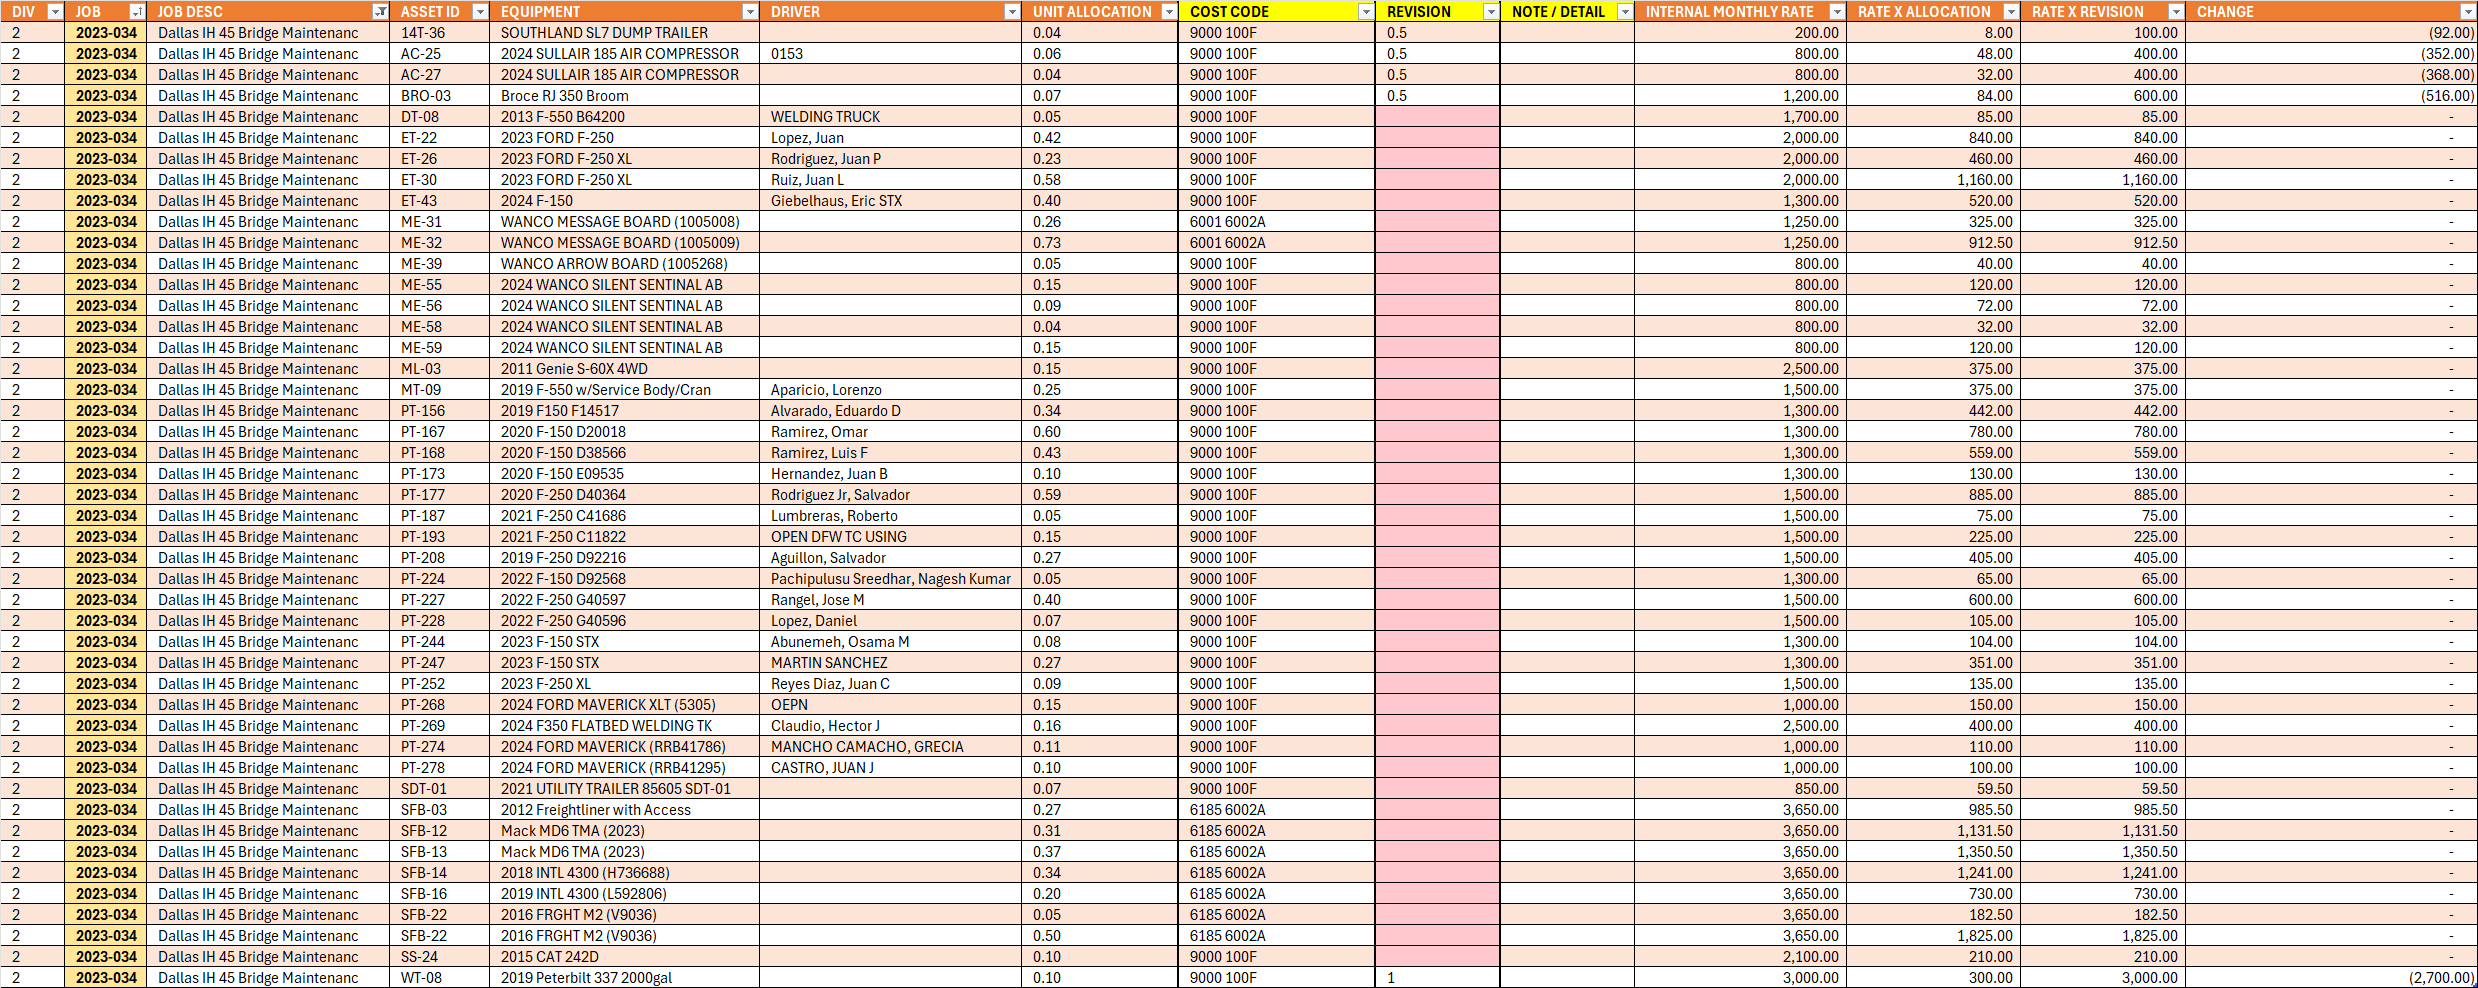 DIV JOB JOB DESC ASSET ID EQUIPMENT DRIVER UNIT ALLOCATION COST CODE REVISION NOTE / DETAIL INTERNAL MONTHLY RATE RATE X ALLOCATION RATE X REVISION CHANGE
2 2023-034 Dallas IH 45 Bridge Maintenanc 14T-36 SOUTHLAND SL7 DUMP TRAILER 0.04 9000 100F 0.5 200.00 8.00 100.00 (92.00)
2 2023-034 Dallas IH 45 Bridge Maintenanc AC-25 2024 SULLAIR 185 AIR COMPRESSOR 0153 0.06 9000 100F 0.5 800.00 48.00 400.00 (352.00)
2 2023-034 Dallas IH 45 Bridge Maintenanc AC-27 2024 SULLAIR 185 AIR COMPRESSOR 0.04 9000 100F 0.5 800.00 32.00 400.00 (368.00)
2 2023-034 Dallas IH 45 Bridge Maintenanc BRO-03 Broce RJ 350 Broom 0.07 9000 100F 0.5 1,200.00 84.00 600.00 (516.00)
2 2023-034 Dallas IH 45 Bridge Maintenanc DT-08 2013 F-550 B64200 WELDING TRUCK 0.05 9000 100F 1,700.00 85.00 85.00 -
2 2023-034 Dallas IH 45 Bridge Maintenanc ET-22 2023 FORD F-250 Lopez, Juan 0.42 9000 100F 2,000.00 840.00 840.00 -
2 2023-034 Dallas IH 45 Bridge Maintenanc ET-26 2023 FORD F-250 XL Rodriguez, Juan P 0.23 9000 100F 2,000.00 460.00 460.00 -
2 2023-034 Dallas IH 45 Bridge Maintenanc ET-30 2023 FORD F-250 XL Ruiz, Juan L 0.58 9000 100F 2,000.00 1,160.00 1,160.00 -
2 2023-034 Dallas IH 45 Bridge Maintenanc ET-43 2024 F-150 Giebelhaus, Eric STX 0.40 9000 100F 1,300.00 520.00 520.00 -
2 2023-034 Dallas IH 45 Bridge Maintenanc ME-31 WANCO MESSAGE BOARD (1005008) 0.26 6001 6002A 1,250.00 325.00 325.00 -
2 2023-034 Dallas IH 45 Bridge Maintenanc ME-32 WANCO MESSAGE BOARD (1005009) 0.73 6001 6002A 1,250.00 912.50 912.50 -
2 2023-034 Dallas IH 45 Bridge Maintenanc ME-39 WANCO ARROW BOARD (1005268) 0.05 9000 100F 800.00 40.00 40.00 -
2 2023-034 Dallas IH 45 Bridge Maintenanc ME-55 2024 WANCO SILENT SENTINAL AB 0.15 9000 100F 800.00 120.00 120.00 -
2 2023-034 Dallas IH 45 Bridge Maintenanc ME-56 2024 WANCO SILENT SENTINAL AB 0.09 9000 100F 800.00 72.00 72.00 -
2 2023-034 Dallas IH 45 Bridge Maintenanc ME-58 2024 WANCO SILENT SENTINAL AB 0.04 9000 100F 800.00 32.00 32.00 -
2 2023-034 Dallas IH 45 Bridge Maintenanc ME-59 2024 WANCO SILENT SENTINAL AB 0.15 9000 100F 800.00 120.00 120.00 -
2 2023-034 Dallas IH 45 Bridge Maintenanc ML-03 2011 Genie S-60X 4WD 0.15 9000 100F 2,500.00 375.00 375.00 -
2 2023-034 Dallas IH 45 Bridge Maintenanc MT-09 2019 F-550 w/Service Body/Cran Aparicio, Lorenzo 0.25 9000 100F 1,500.00 375.00 375.00 -
2 2023-034 Dallas IH 45 Bridge Maintenanc PT-156 2019 F150 F14517 Alvarado, Eduardo D 0.34 9000 100F 1,300.00 442.00 442.00 -
2 2023-034 Dallas IH 45 Bridge Maintenanc PT-167 2020 F-150 D20018 Ramirez, Omar 0.60 9000 100F 1,300.00 780.00 780.00 -
2 2023-034 Dallas IH 45 Bridge Maintenanc PT-168 2020 F-150 D38566 Ramirez, Luis F 0.43 9000 100F 1,300.00 559.00 559.00 -
2 2023-034 Dallas IH 45 Bridge Maintenanc PT-173 2020 F-150 E09535 Hernandez, Juan B 0.10 9000 100F 1,300.00 130.00 130.00 -
2 2023-034 Dallas IH 45 Bridge Maintenanc PT-177 2020 F-250 D40364 Rodriguez Jr, Salvador 0.59 9000 100F 1,500.00 885.00 885.00 -
2 2023-034 Dallas IH 45 Bridge Maintenanc PT-187 2021 F-250 C41686 Lumbreras, Roberto 0.05 9000 100F 1,500.00 75.00 75.00 -
2 2023-034 Dallas IH 45 Bridge Maintenanc PT-193 2021 F-250 C11822 OPEN DFW TC USING 0.15 9000 100F 1,500.00 225.00 225.00 -
2 2023-034 Dallas IH 45 Bridge Maintenanc PT-208 2019 F-250 D92216 Aguillon, Salvador 0.27 9000 100F 1,500.00 405.00 405.00 -
2 2023-034 Dallas IH 45 Bridge Maintenanc PT-224 2022 F-150 D92568 Pachipulusu Sreedhar, Nagesh Kumar 0.05 9000 100F 1,300.00 65.00 65.00 -
2 2023-034 Dallas IH 45 Bridge Maintenanc PT-227 2022 F-250 G40597 Rangel, Jose M 0.40 9000 100F 1,500.00 600.00 600.00 -
2 2023-034 Dallas IH 45 Bridge Maintenanc PT-228 2022 F-250 G40596 Lopez, Daniel 0.07 9000 100F 1,500.00 105.00 105.00 -
2 2023-034 Dallas IH 45 Bridge Maintenanc PT-244 2023 F-150 STX Abunemeh, Osama M 0.08 9000 100F 1,300.00 104.00 104.00 -
2 2023-034 Dallas IH 45 Bridge Maintenanc PT-247 2023 F-150 STX MARTIN SANCHEZ 0.27 9000 100F 1,300.00 351.00 351.00 -
2 2023-034 Dallas IH 45 Bridge Maintenanc PT-252 2023 F-250 XL Reyes Diaz, Juan C 0.09 9000 100F 1,500.00 135.00 135.00 -
2 2023-034 Dallas IH 45 Bridge Maintenanc PT-268 2024 FORD MAVERICK XLT (5305) OEPN 0.15 9000 100F 1,000.00 150.00 150.00 -
2 2023-034 Dallas IH 45 Bridge Maintenanc PT-269 2024 F350 FLATBED WELDING TK Claudio, Hector J 0.16 9000 100F 2,500.00 400.00 400.00 -
2 2023-034 Dallas IH 45 Bridge Maintenanc PT-274 2024 FORD MAVERICK (RRB41786) MANCHO CAMACHO, GRECIA 0.11 9000 100F 1,000.00 110.00 110.00 -
2 2023-034 Dallas IH 45 Bridge Maintenanc PT-278 2024 FORD MAVERICK (RRB41295) CASTRO, JUAN J 0.10 9000 100F 1,000.00 100.00 100.00 -
2 2023-034 Dallas IH 45 Bridge Maintenanc SDT-01 2021 UTILITY TRAILER 85605 SDT-01 0.07 9000 100F 850.00 59.50 59.50 -
2 2023-034 Dallas IH 45 Bridge Maintenanc SFB-03 2012 Freightliner with Access 0.27 6185 6002A 3,650.00 985.50 985.50 -
2 2023-034 Dallas IH 45 Bridge Maintenanc SFB-12 Mack MD6 TMA (2023) 0.31 6185 6002A 3,650.00 1,131.50 1,131.50 -
2 2023-034 Dallas IH 45 Bridge Maintenanc SFB-13 Mack MD6 TMA (2023) 0.37 6185 6002A 3,650.00 1,350.50 1,350.50 -
2 2023-034 Dallas IH 45 Bridge Maintenanc SFB-14 2018 INTL 4300 (H736688) 0.34 6185 6002A 3,650.00 1,241.00 1,241.00 -
2 2023-034 Dallas IH 45 Bridge Maintenanc SFB-16 2019 INTL 4300 (L592806) 0.20 6185 6002A 3,650.00 730.00 730.00 -
2 2023-034 Dallas IH 45 Bridge Maintenanc SFB-22 2016 FRGHT M2 (V9036) 0.05 6185 6002A 3,650.00 182.50 182.50 -
2 2023-034 Dallas IH 45 Bridge Maintenanc SFB-22 2016 FRGHT M2 (V9036) 0.50 6185 6002A 3,650.00 1,825.00 1,825.00 -
2 2023-034 Dallas IH 45 Bridge Maintenanc SS-24 2015 CAT 242D 0.10 9000 100F 2,100.00 210.00 210.00 -
2 2023-034 Dallas IH 45 Bridge Maintenanc WT-08 2019 Peterbilt 337 2000gal 0.10 9000 100F 1 3,000.00 300.00 3,000.00 (2,700.00)